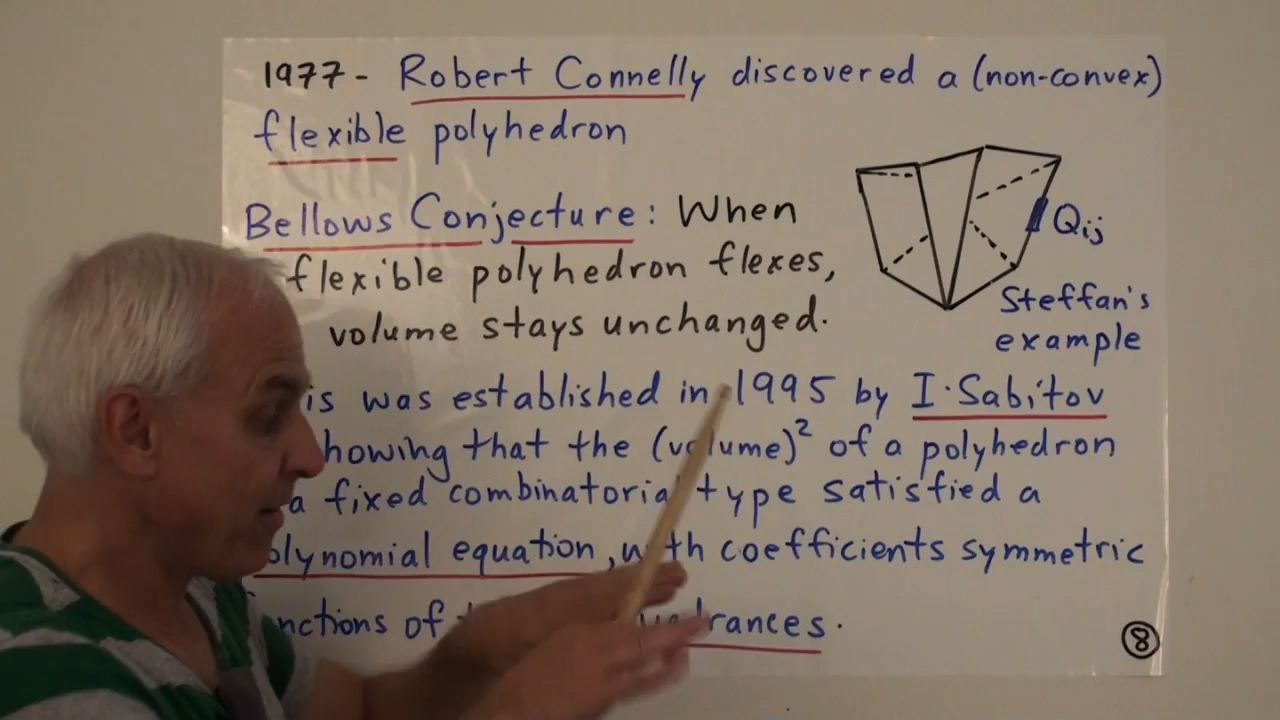 1977 - Robert Connelly discovered a (non-convex)
flexible polyhedron
Bellows Conjecture: When
flexible polyhedron flexes,
volume stays unchanged.
Qij
Steffan's
example
is was established in 1995 by I. Sabitov
howing that the (volume)² of a polyhedron
a fixed combinatorial type satisfied a
olynomial equation, with coefficients symmetric
nctions of rances.
8